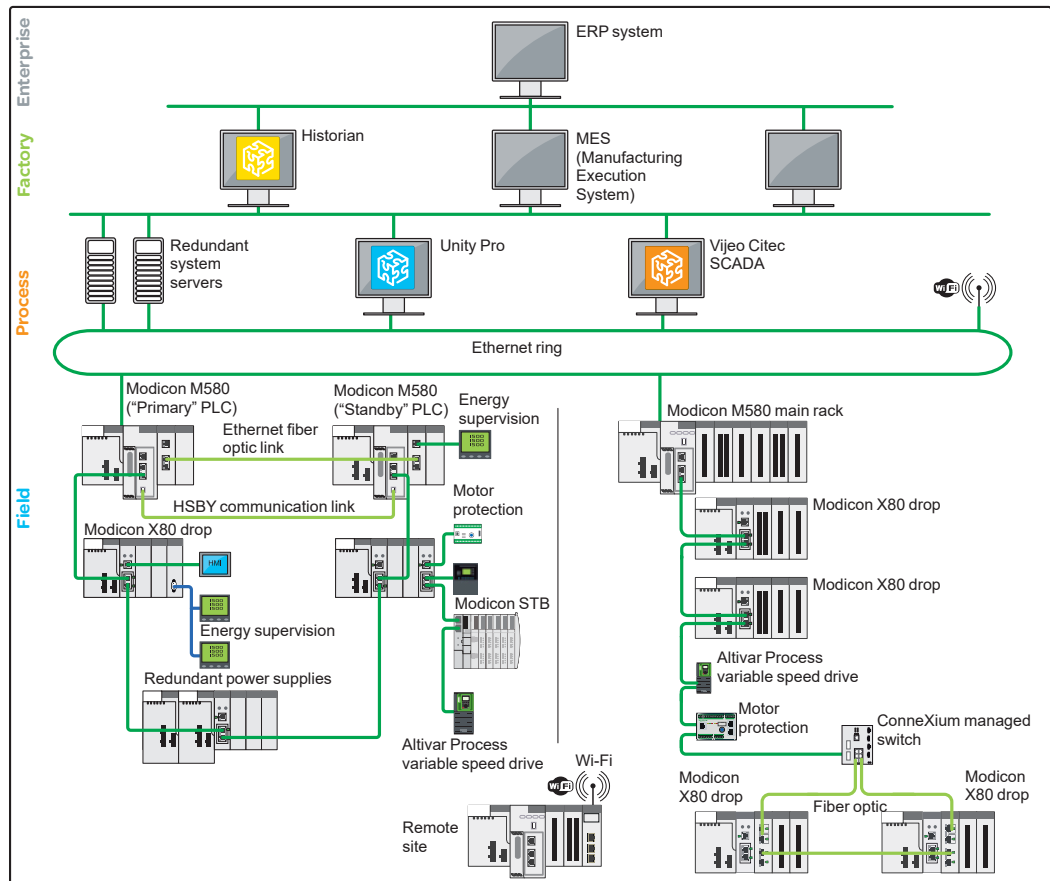 Enterprise
ERP system
Factory
Historian
MES
(Manufacturing
Execution
System)
Process
Redundant
system
servers
Unity Pro
Vijeo Citec
SCADA
WiFi
Ethernet ring
Field
Modicon M580
("Primary" PLC)
Modicon M580
("Standby" PLC)
Energy
supervision
Ethernet fiber
optic link
HSBY communication link
Motor
protection
Modicon X80 drop
HMI
Modicon STB
Energy supervision
Redundant power supplies
Altivar Process
variable speed drive
Modicon M580 main rack
Modicon X80 drop
Modicon X80 drop
Altivar Process
variable speed drive
Motor
protection
ConneXium managed
switch
Modicon
X80 drop
Modicon
X80 drop
Fiber optic
Wi-Fi
WiFi
Remote
site